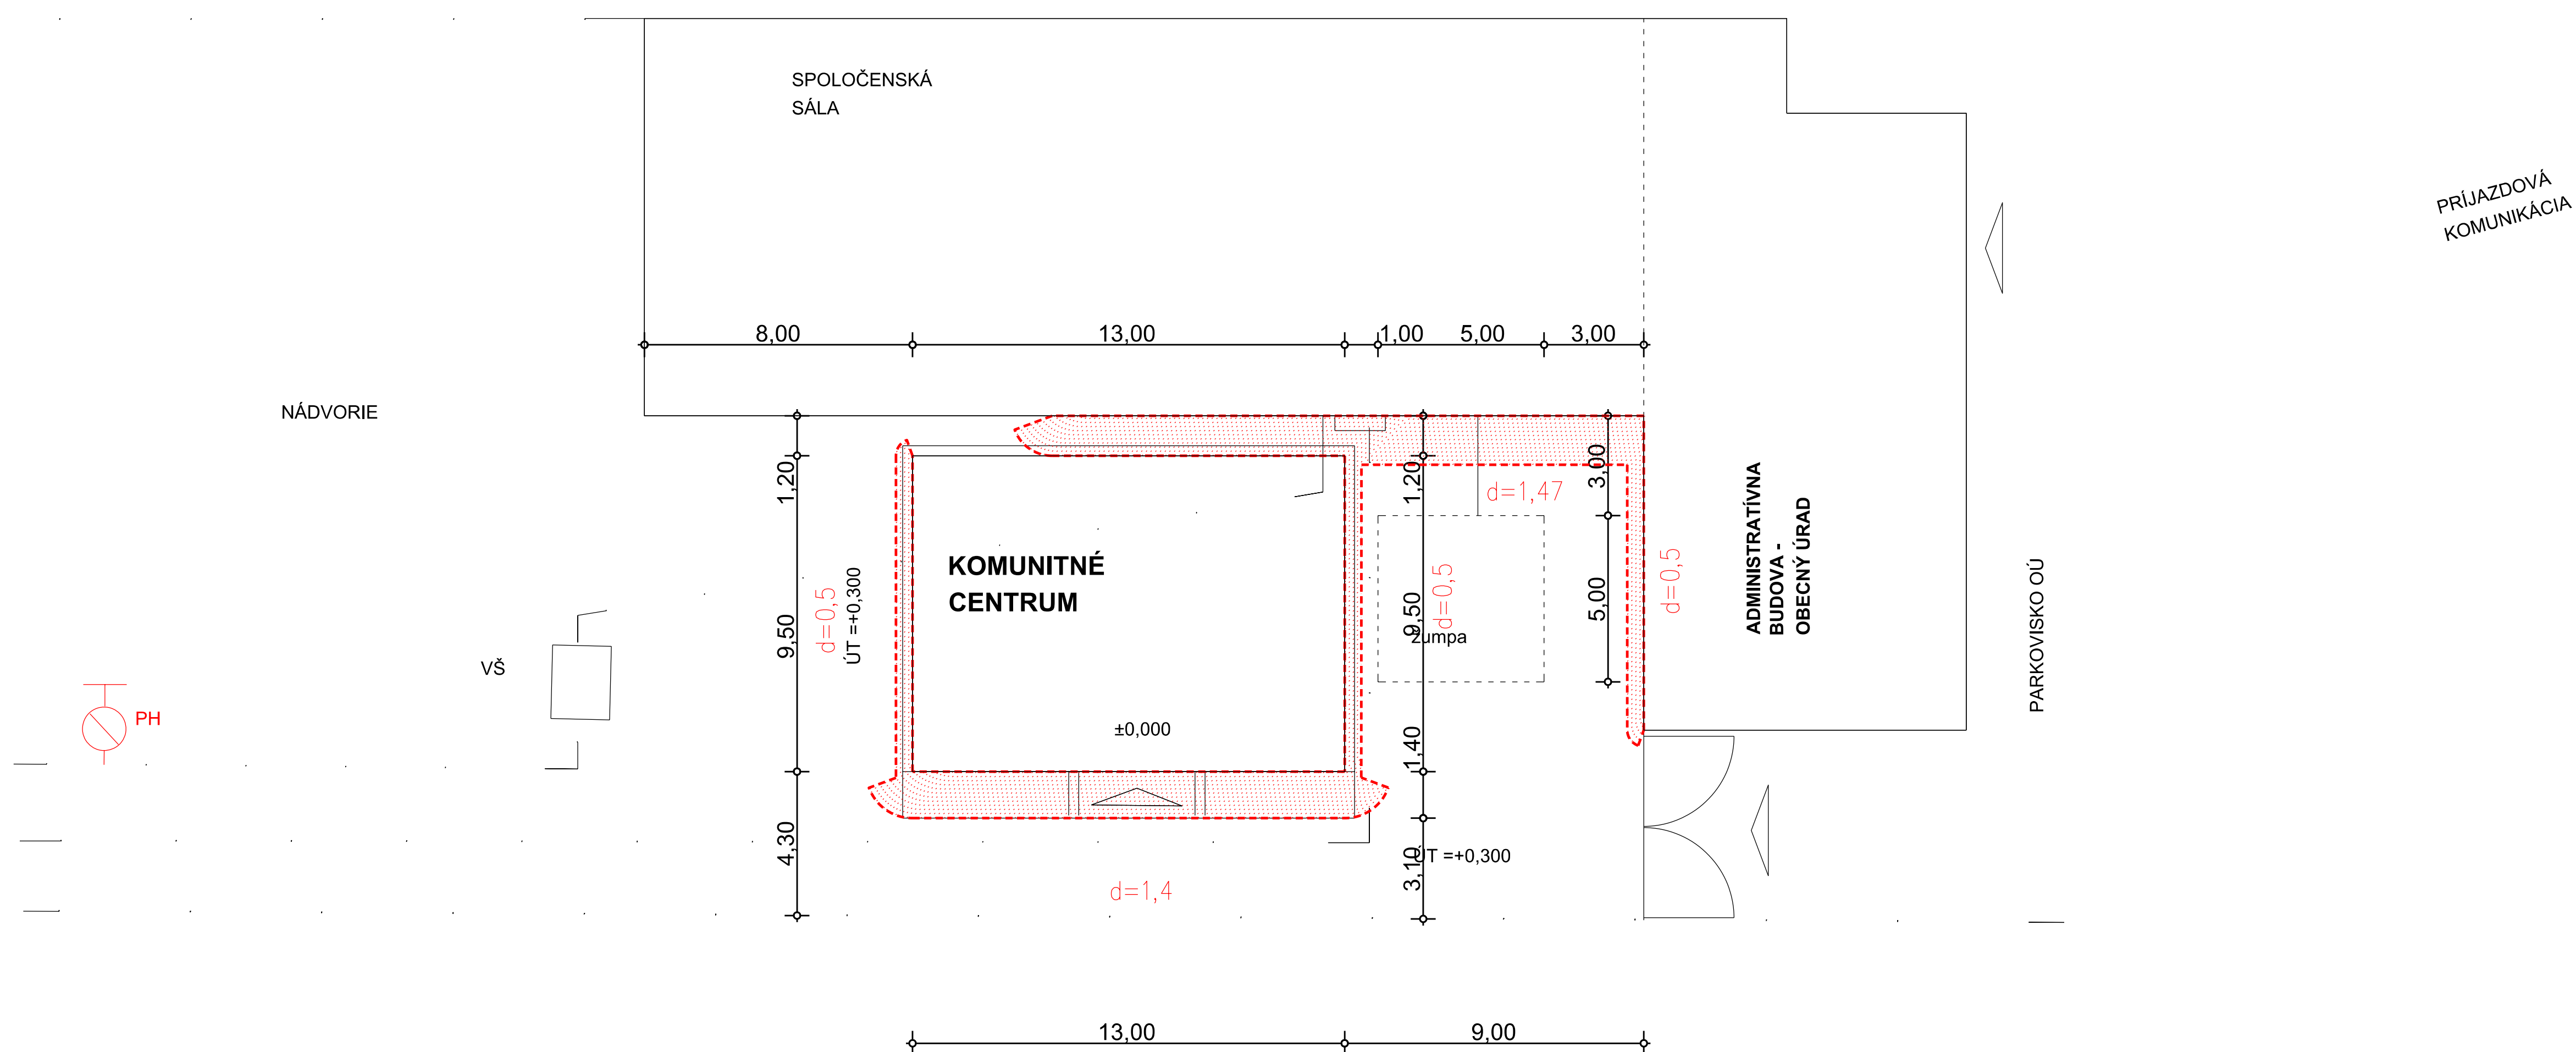 SPOLOČENSKÁ
SÁLA
PRÍJAZDOVÁ
KOMUNIKÁCIA
8,00
13,00
1,00
5,00
3,00
NÁDVORIE
1,20
1,20
3,00
d=1,47
ADMINISTRATÍVNA
BUDOVA -
OBECNÝ ÚRAD
KOMUNITNÉ
CENTRUM
d=0,5
ÚT =+0,300
9,50
9,50
d=0,5
5,00
d=0,5
žumpa
PARKOVISKO OÚ
VŠ
PH
±0,000
1,40
4,30
3,10
ÚT =+0,300
d=1,4
13,00
9,00